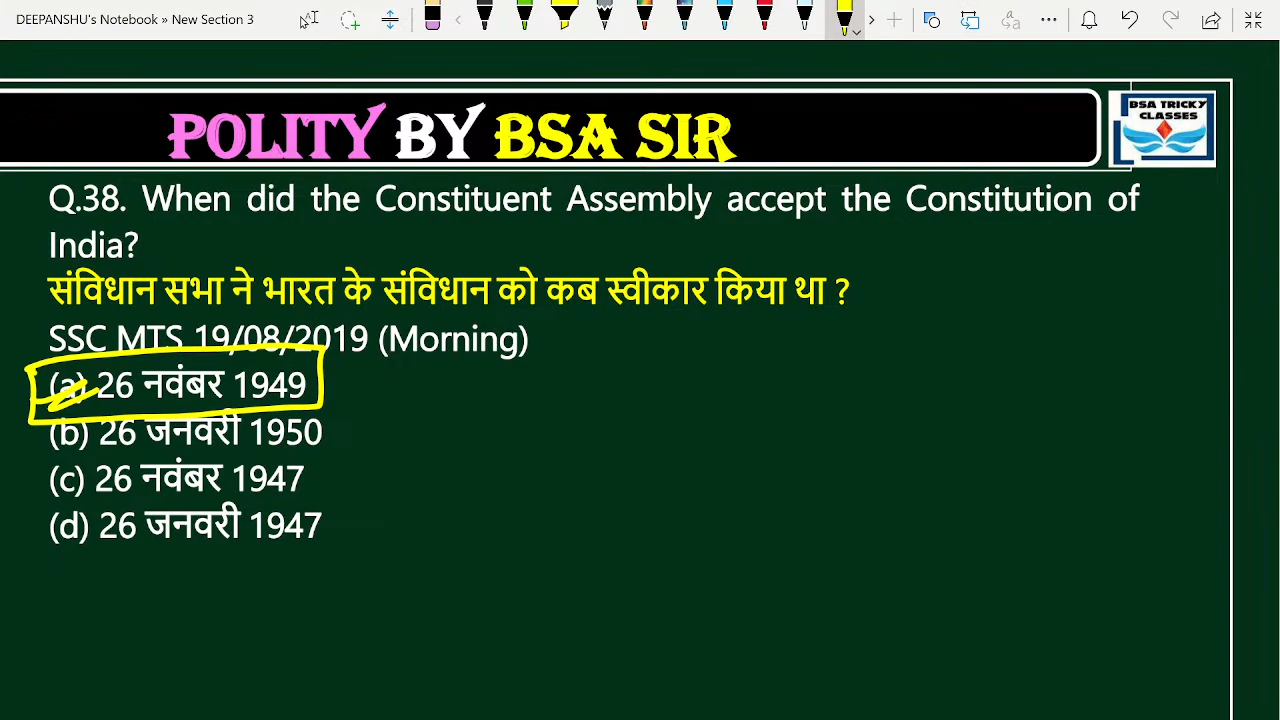 DEEPANSHU's Notebook » New Section 3
POLITY BY BSA SIR
BSA TRICKY
CLASSES
Q.38. When did the Constituent Assembly accept the Constitution of
India?
संविधान सभा ने भारत के संविधान को कब स्वीकार किया था ?
SSC MTS 19/08/2019 (Morning)
(a) 26 नवंबर 1949
(b) 26 जनवरी 1950
(c) 26 नवंबर 1947
(d) 26 जनवरी 1947